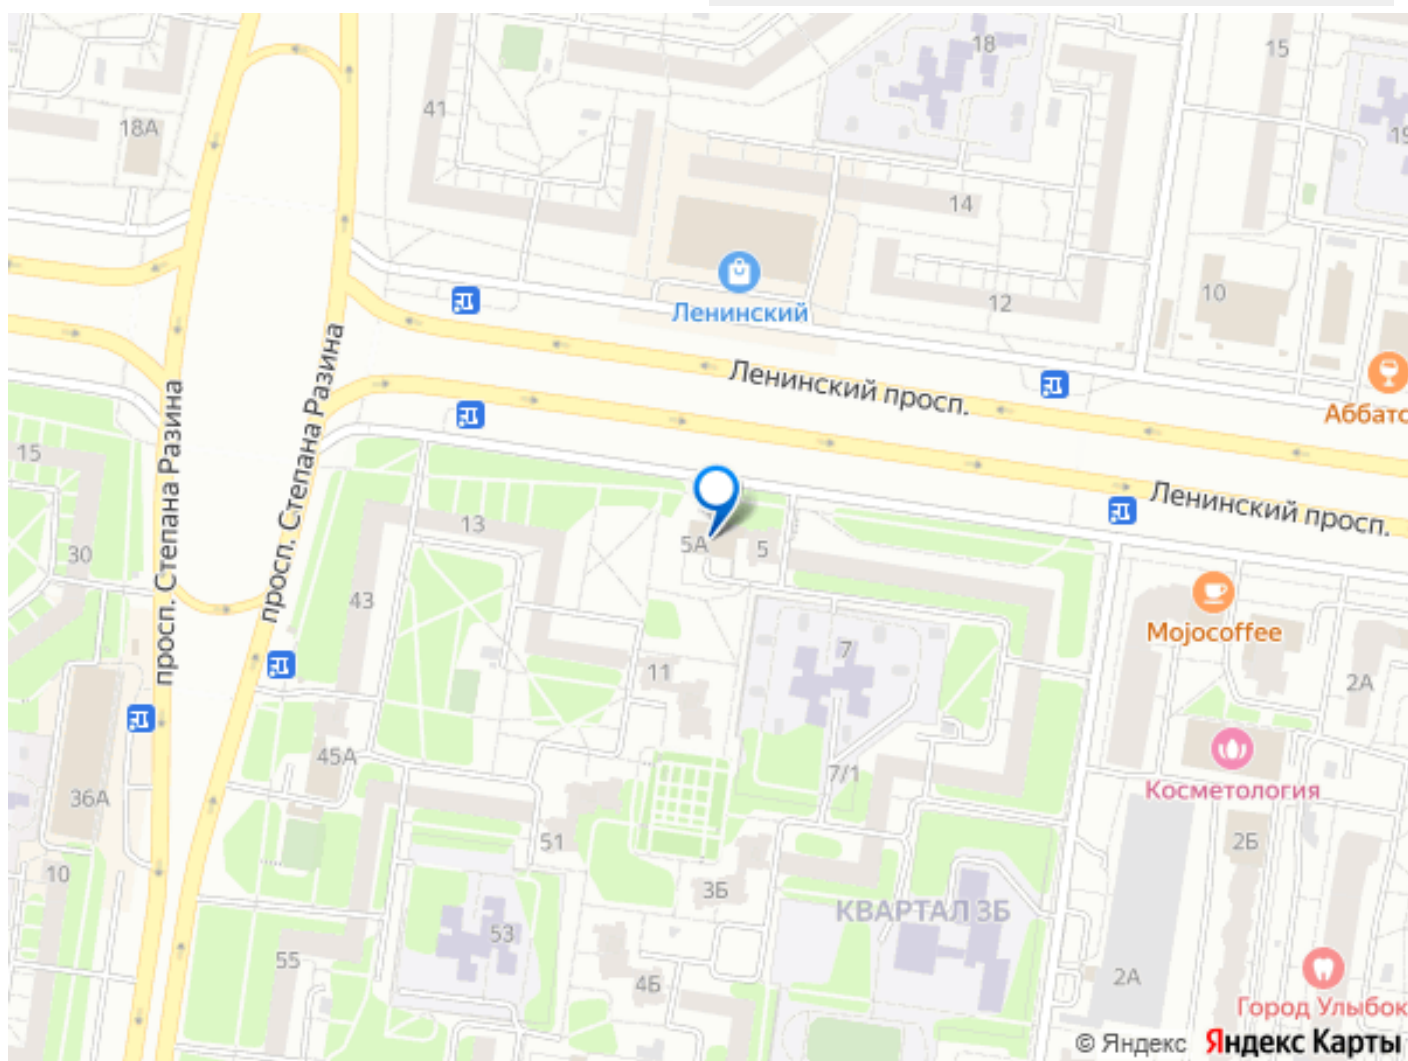 18
15
41
18А
19
14
12
10
Ленинский
Ленинский просп.
Аббатс
просп. Степана Разина
просп. Степана Разина
Ленинский просп.
15
13
5А
5
30
43
Mojocoffee
7
11
2А
45А
7/1
Косметология
36А
51
2Б
10
3Б
КВАРТАЛ 3Б
53
55
4Б
2А
Город Улыбок
© Яндекс Яндекс Карты